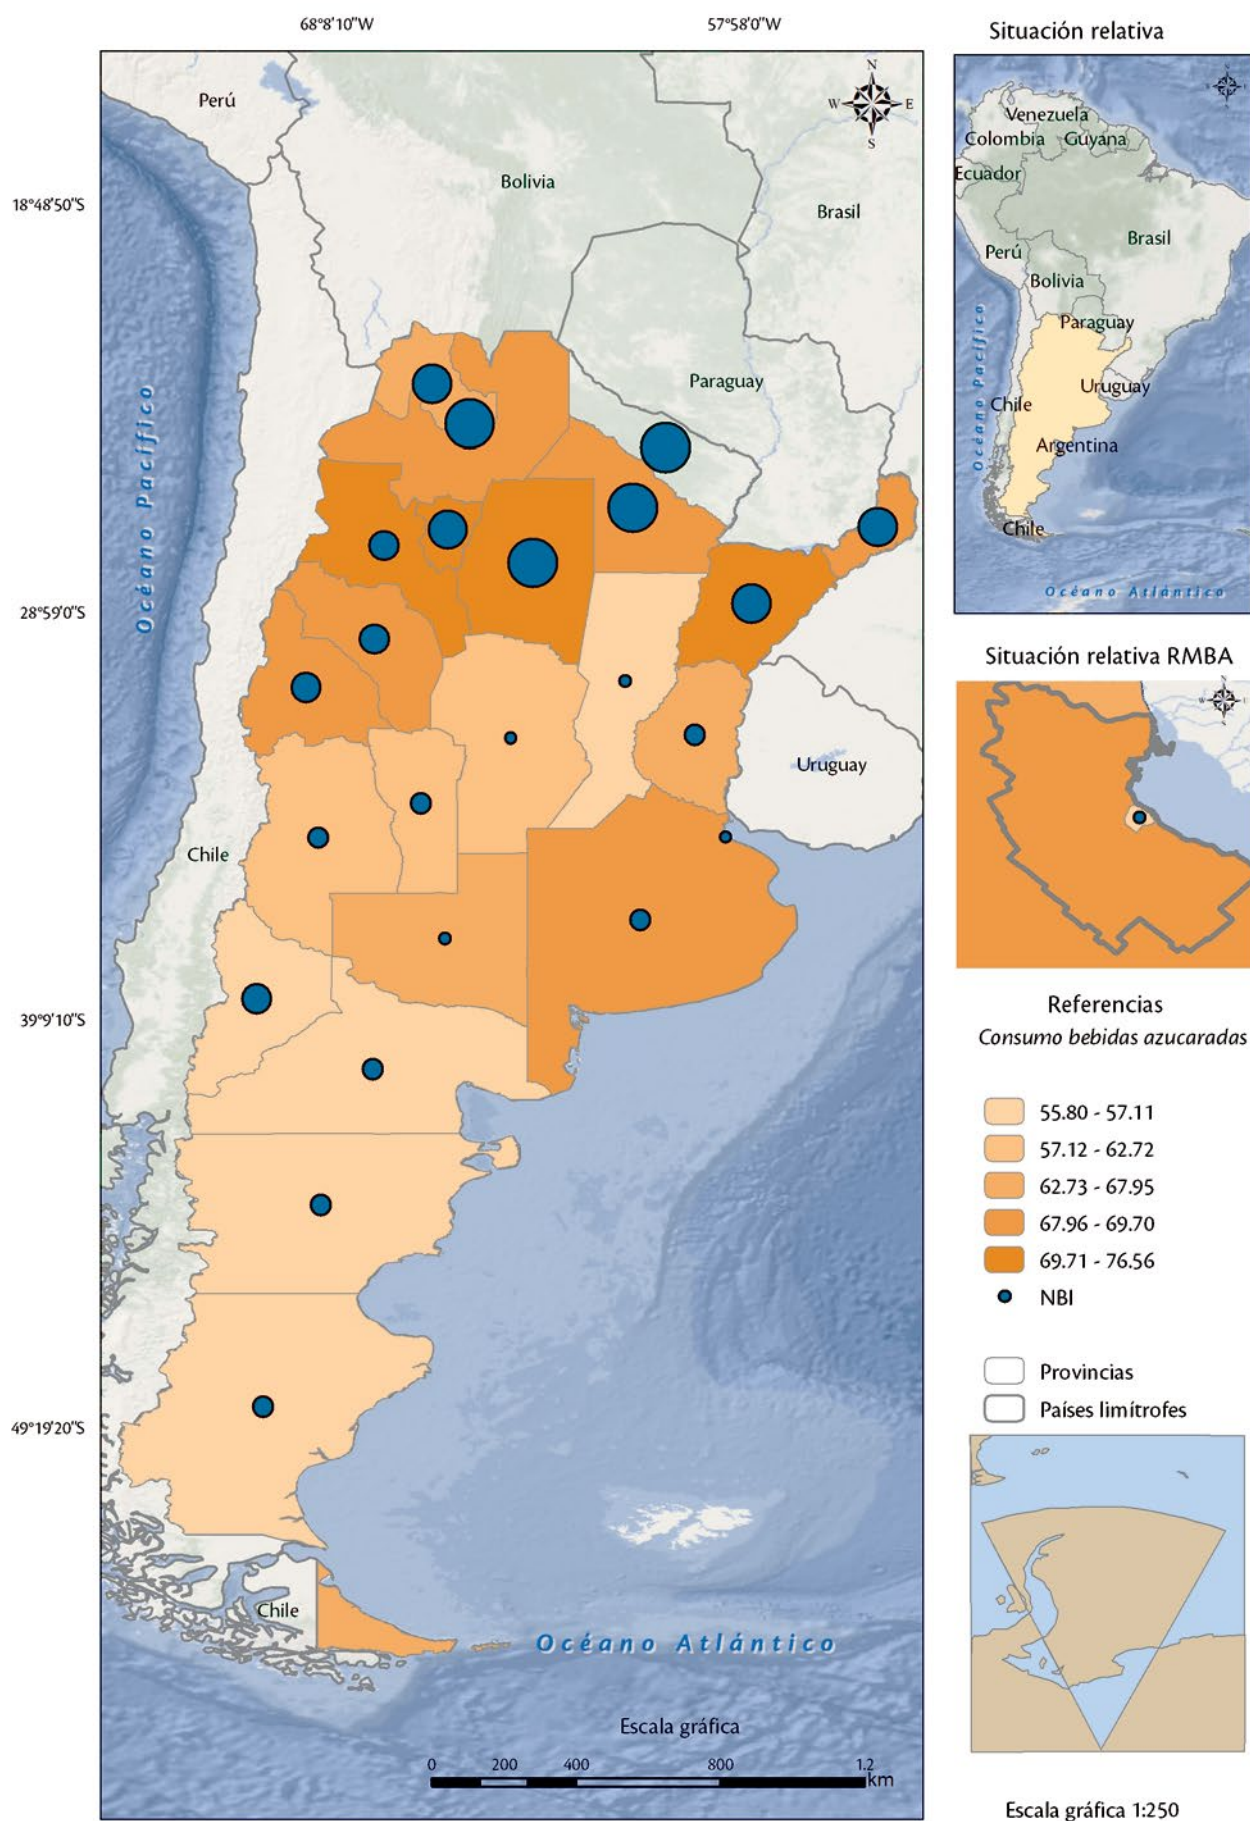 68°8'10"W
57°58'0"W
Situación relativa
Perú
Bolivia
Brasil
Paraguay
Uruguay
Chile
Chile
18°48'50"S
28°59'0"S
39°9'10"S
49°19'20"S
Océano Pacífico
Océano Atlántico
N
W
E
S
Escala gráfica
0 200 400 800 1.2
km
Venezuela
Colombia
Guyana
Ecuador
Perú
Brasil
Bolivia
Paraguay
Uruguay
Chile
Argentina
Chile
Océano Pacífico
Océano Atlántico
Situación relativa RMBA
N
Referencias
Consumo bebidas azucaradas
55.80 - 57.11
57.12 - 62.72
62.73 - 67.95
67.96 - 69.70
69.71 - 76.56
NBI
Provincias
Países limítrofes
Escala gráfica 1:250